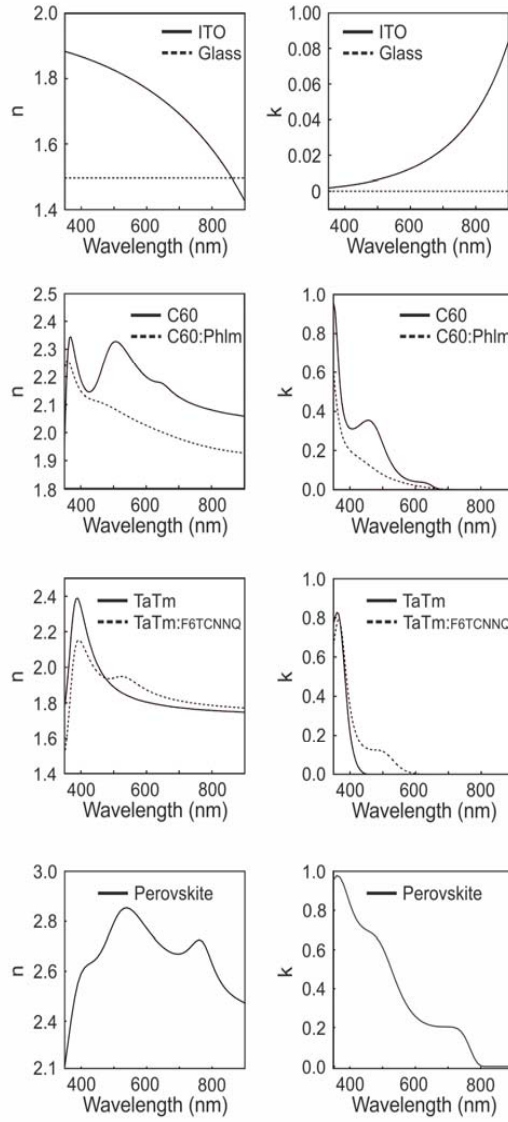 2.0
1.8
1.6
1.4
n
ITO
Glass
400 600 800
Wavelength (nm)
1.00
0.08
0.06
0.04
0.02
0
k
ITO
Glass
400 600 800
Wavelength (nm)
2.5
2.4
2.3
2.2
2.1
2.0
1.8
n
C60
C60:PhIm
400 600 800
Wavelength (nm)
1.0
0.8
0.6
0.4
0.2
0.0
k
C60
C60:PhIm
400 600 800
Wavelength (nm)
2.4
2.2
2.0
1.8
1.6
1.4
n
TaTm
TaTm:F6TCNNQ
400 600 800
Wavelength (nm)
1.0
0.8
0.6
0.4
0.2
0.0
k
TaTm
TaTm:F6TCNNQ
400 600 800
Wavelength (nm)
3.0
2.8
2.6
2.4
2.1
n
Perovskite
400 600 800
Wavelength (nm)
1.0
0.8
0.6
0.4
0.2
0.0
k
Perovskite
400 600 800
Wavelength (nm)